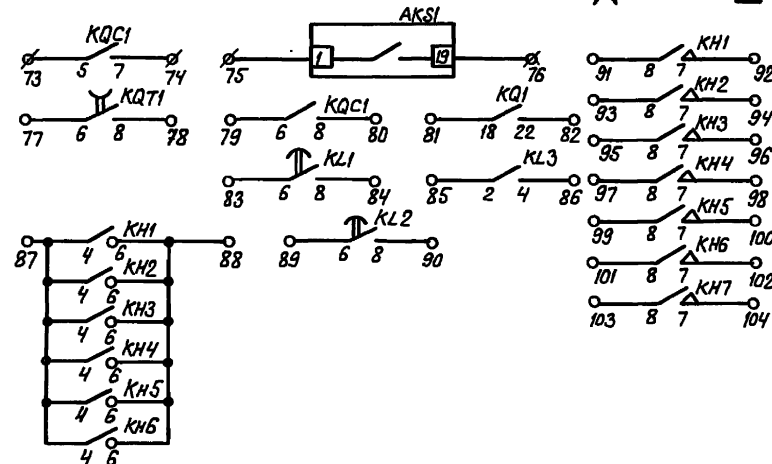 AKS1
KQC1
1 19
KH1
73 5 7 74
75 76
91 8 7 92
KQT1
KQC1
KQ1
KH2
77 6 8 78
79 6 8 80
81 18 22 82
93 8 7 94
KH3
95 8 7 96
KL1
KL3
KH4
83 6 8 84
85 2 4 86
97 8 7 98
KH1
KL2
KH5
87 4 6 88
89 6 8 90
99 8 7 100
KH2
4 6
KH6
101 8 7 102
KH3
4 6
KH7
103 8 7 104
KH4
4 6
KH5
4 6
KH6
4 6